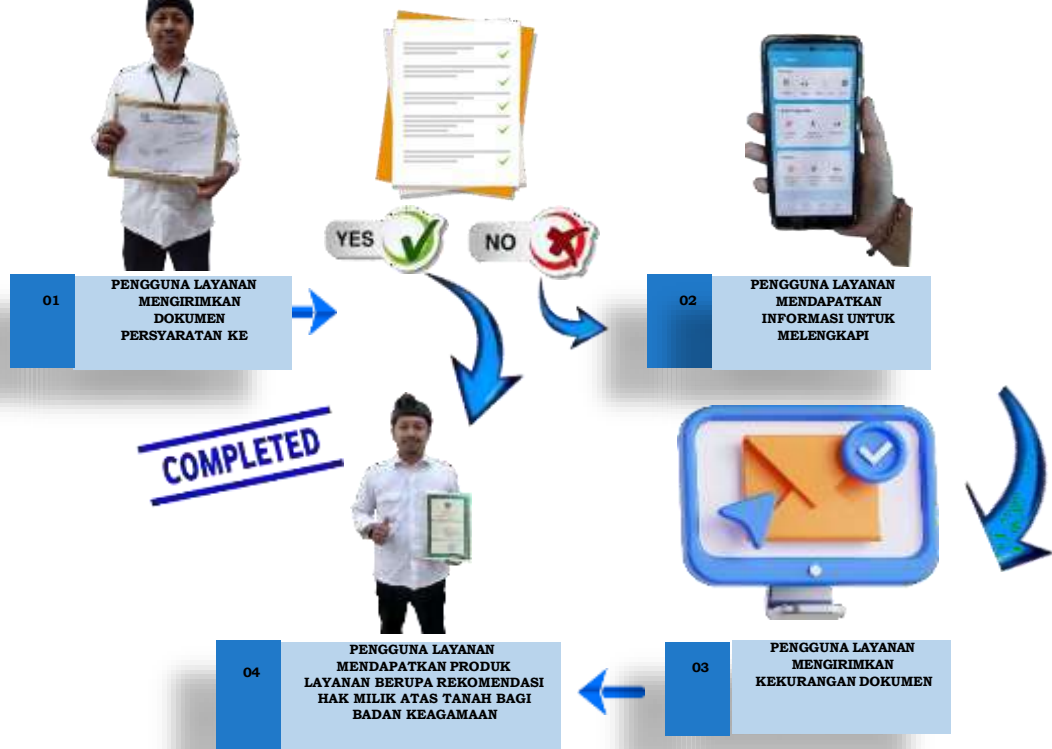 YES
NO
01
PENGGUNA LAYANAN
MENGIRIMKAN
DOKUMEN
PERSYARATAN KE
02
PENGGUNA LAYANAN
MENDAPATKAN
INFORMASI UNTUK
MELENGKAPI
COMPLETED
04
PENGGUNA LAYANAN
MENDAPATKAN PRODUK
LAYANAN BERUPA REKOMENDASI
HAK MILIK ATAS TANAH BAGI
BADAN KEAGAMAAN
03
PENGGUNA LAYANAN
MENGIRIMKAN
KEKURANGAN DOKUMEN